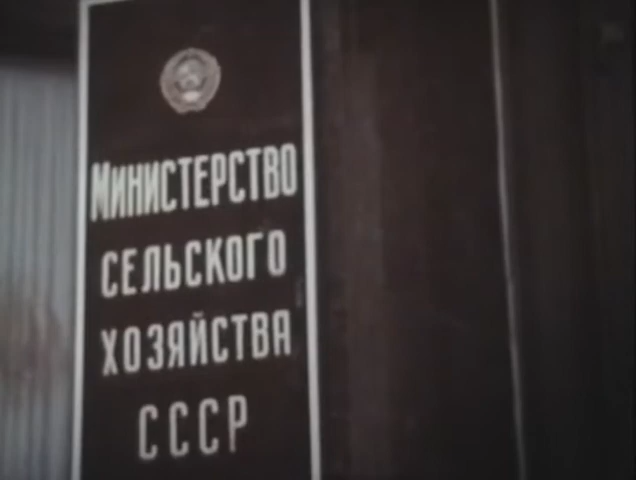 Министерство
сельского
хозяйства
СССР